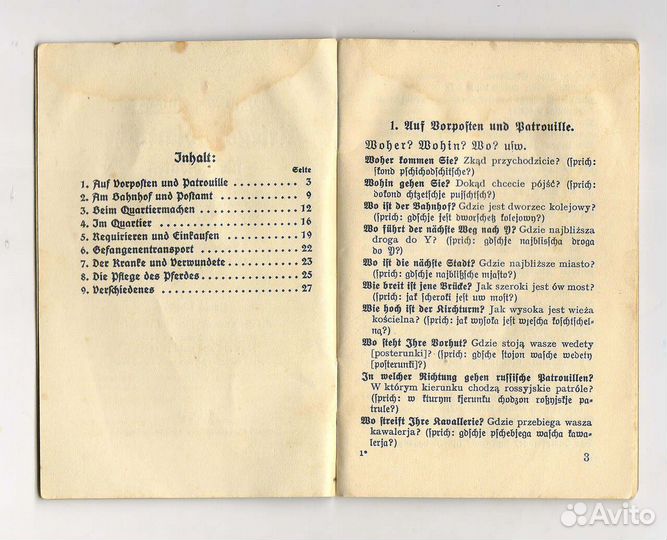 Inhalt:
Seite
1. Auf Vorposten und Patrouille . . . . . . . . . . 3
2. Am Bahnhof und Postamt . . . . . . . . . . . . 9
3. Beim Quartiermachen . . . . . . . . . . . . . . . 12
4. Im Quartier . . . . . . . . . . . . . . . . . . . . . . . 16
5. Requirieren und Einkaufen . . . . . . . . . . . 19
6. Gefangenentransport . . . . . . . . . . . . . . . 22
7. Der Kranke und Verwundete . . . . . . . . . . 23
8. Die Pflege des Pferdes . . . . . . . . . . . . . . 25
9. Verschiedenes . . . . . . . . . . . . . . . . . . . . . 27
1. Auf Vorposten und Patrouille.
Woher? Wohin? Wo? usw.
Woher kommen Sie? Zkąd przychodzicie? (sprich:
skond pschichodschitsche?)
Wohin gehen Sie? Dokąd chcecie pójść? (sprich:
dokond chtzetsche pujschtsch?)
Wo ist der Bahnhof? Gdzie jest dworzec kolejowy?
(sprich: gdsche jest dworschetz kolejowy?)
Wo führt der nächste Weg nach Y? Gdzie najbliższa
droga do Y? (sprich: gdsche najblischa droga
do Y?)
Wo ist die nächste Stadt? Gdzie najbliższe miasto?
(sprich: gdsche najblische mjasto?)
Wie breit ist jene Brücke? Jak szeroki jest ów most?
(sprich: jak scheroki jest uw most?)
Wie hoch ist der Kirchturm? Jak wysoka jest wieża
kościelna? (sprich: jak wysoka jest wjescha koschtschel-
na?)
Wo steht Ihre Vorhut? Gdzie stoją wasze wedety
[posterunki]? (sprich: gdsche stojon wasche wedety
[posterunki]?)
In welcher Richtung gehen russische Patrouillen?
W którym kierunku chodzą rossyjskie patróle?
(sprich: w kturym kjerunku chodzon roßyjskje pa-
trule?)
Wo streift Ihre Kavallerie? Gdzie przebiega wasza
kawalerja? (sprich: gdsche pschebjega wascha kawa-
lerja?)
1*
3
Avito